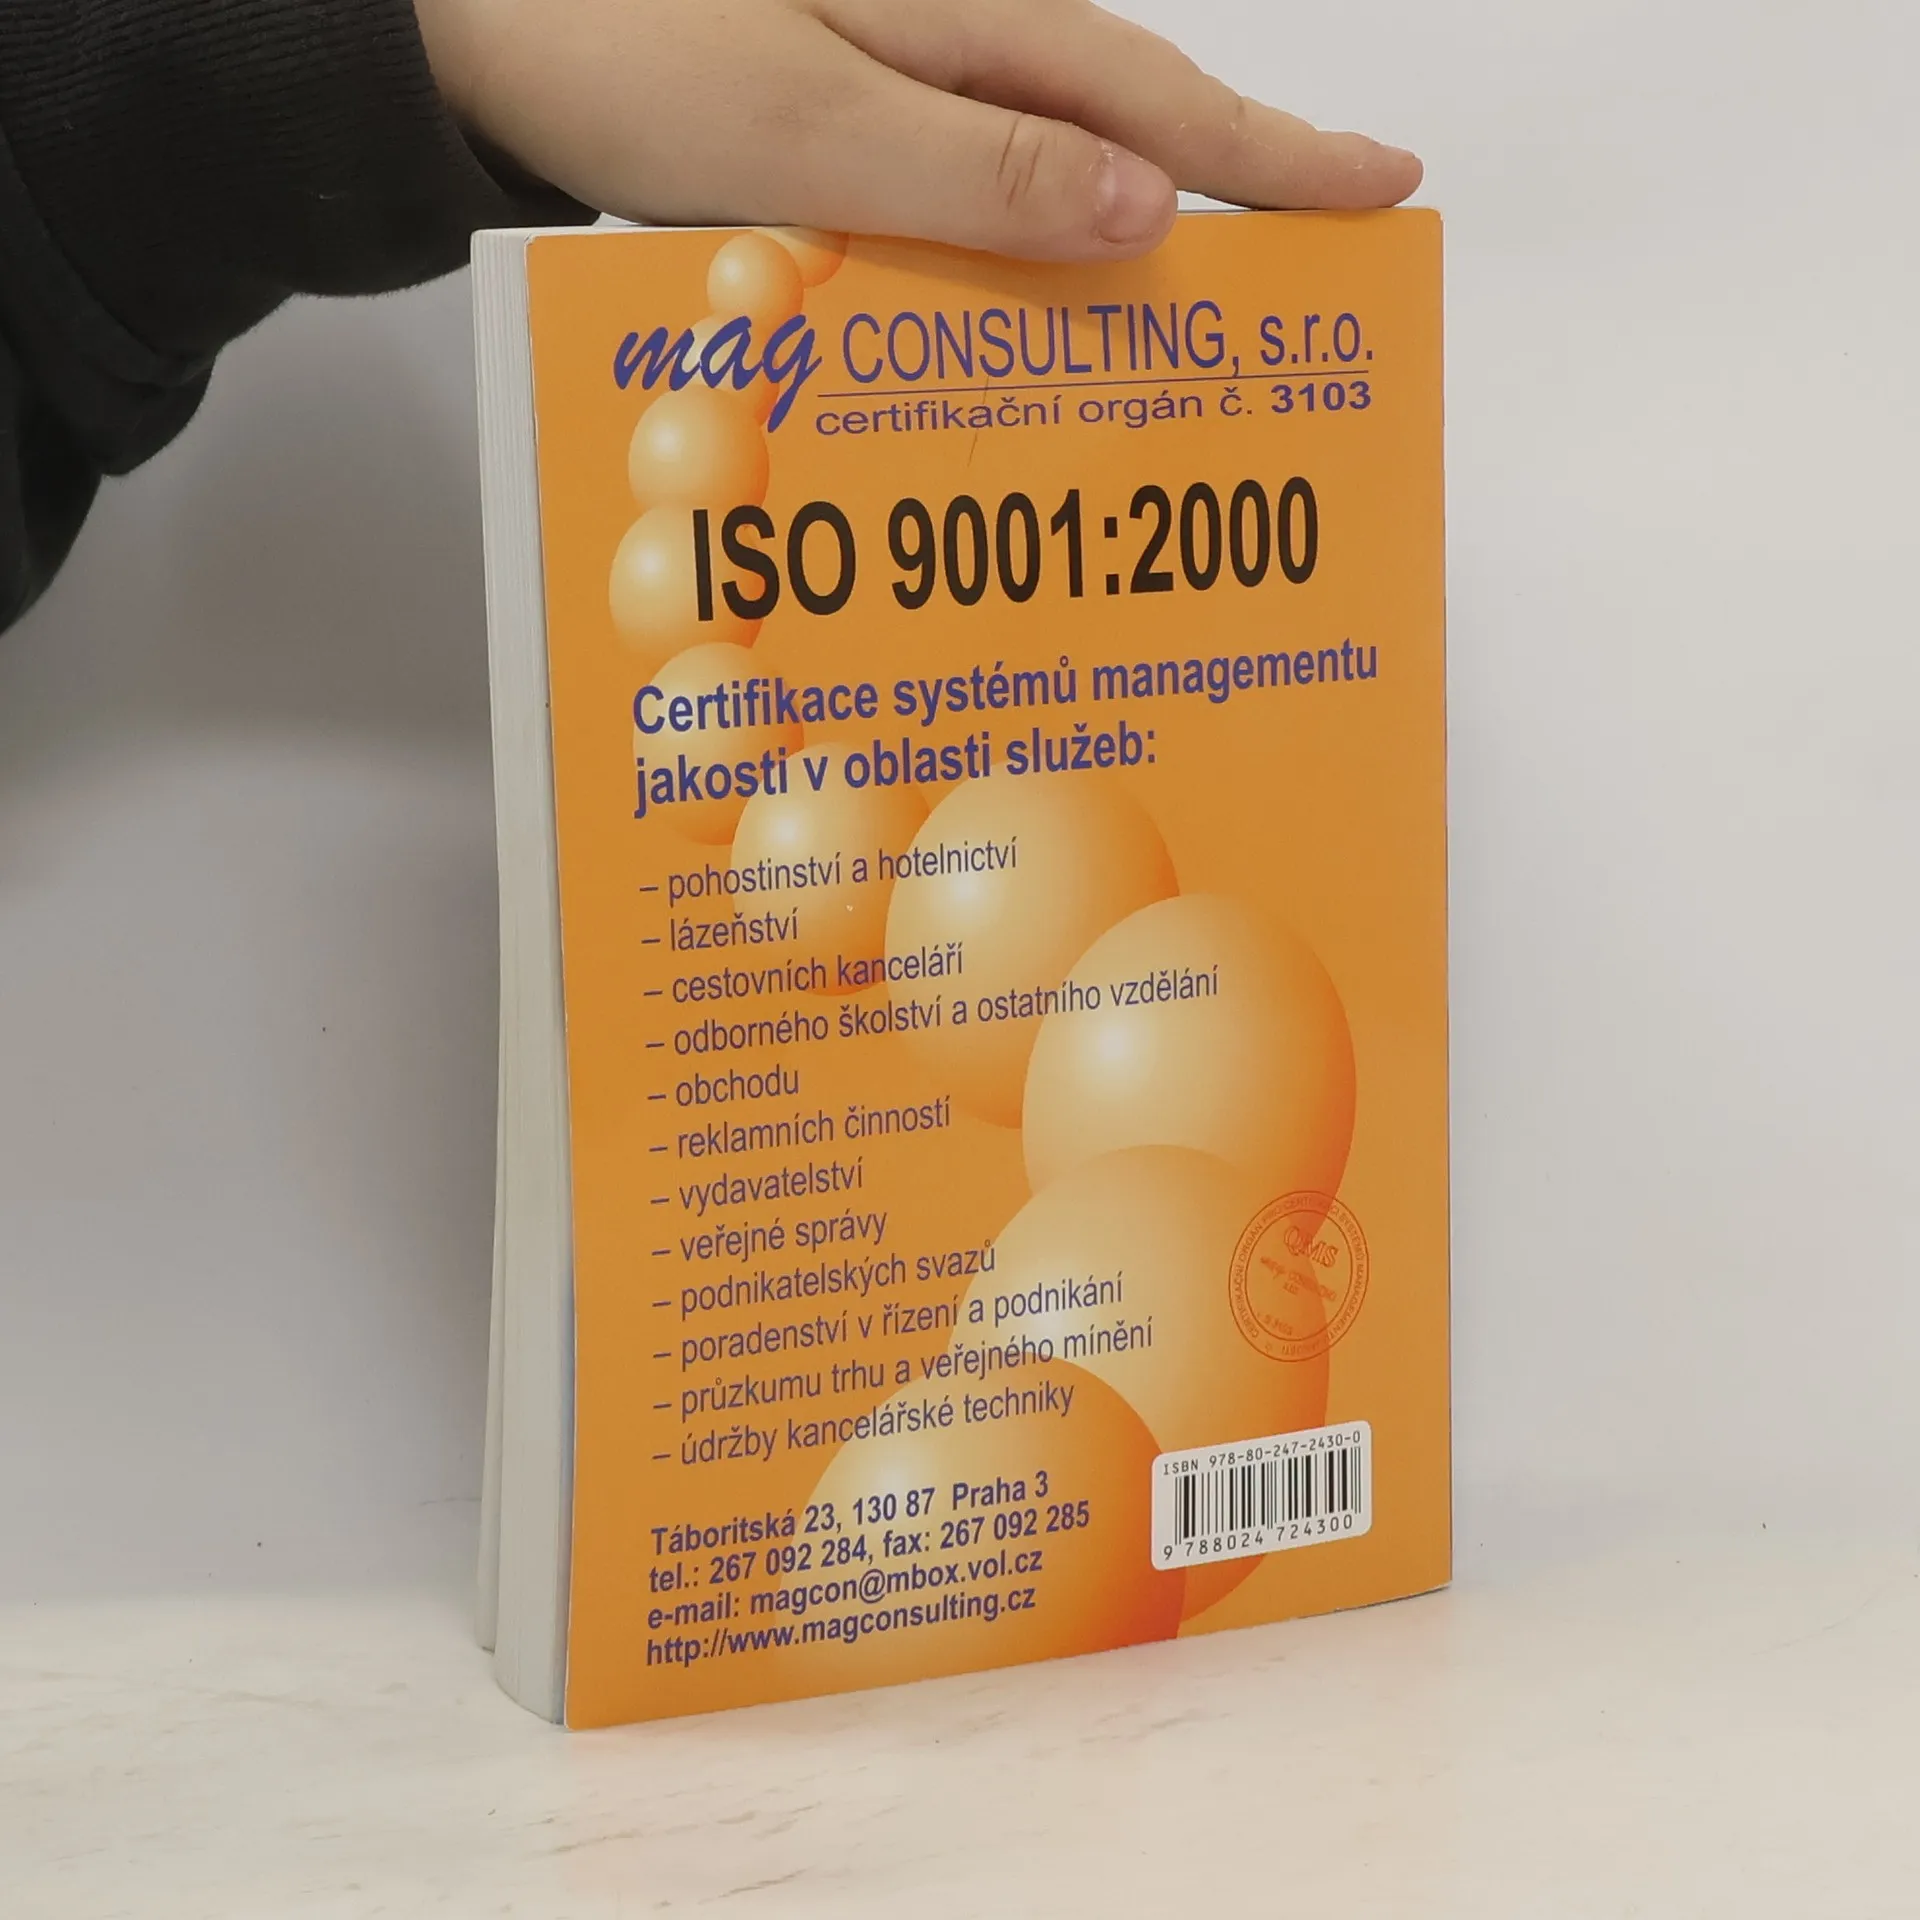 mag CONSULTING, s.r.o.
certifikační orgán č. 3103
ISO 9001:2000
Certifikace systémů managementu
jakosti v oblasti služeb:
– pohostinství a hotelnictví
– lázeňství
– cestovních kanceláří
– odborného školství a ostatního vzdělání
– obchodu
– reklamních činností
– vydavatelství
– veřejné správy
– podnikatelských svazů
– poradenství v řízení a podnikání
– průzkumu trhu a veřejného mínění
– údržby kancelářské techniky
QMS
Táboritská 23, 130 87 Praha 3
tel.: 267 092 284, fax: 267 092 285
e-mail: magcon@mbox.vol.cz
http://www.magconsulting.cz
ISBN 978-80-247-2430-0
9 788024 724300